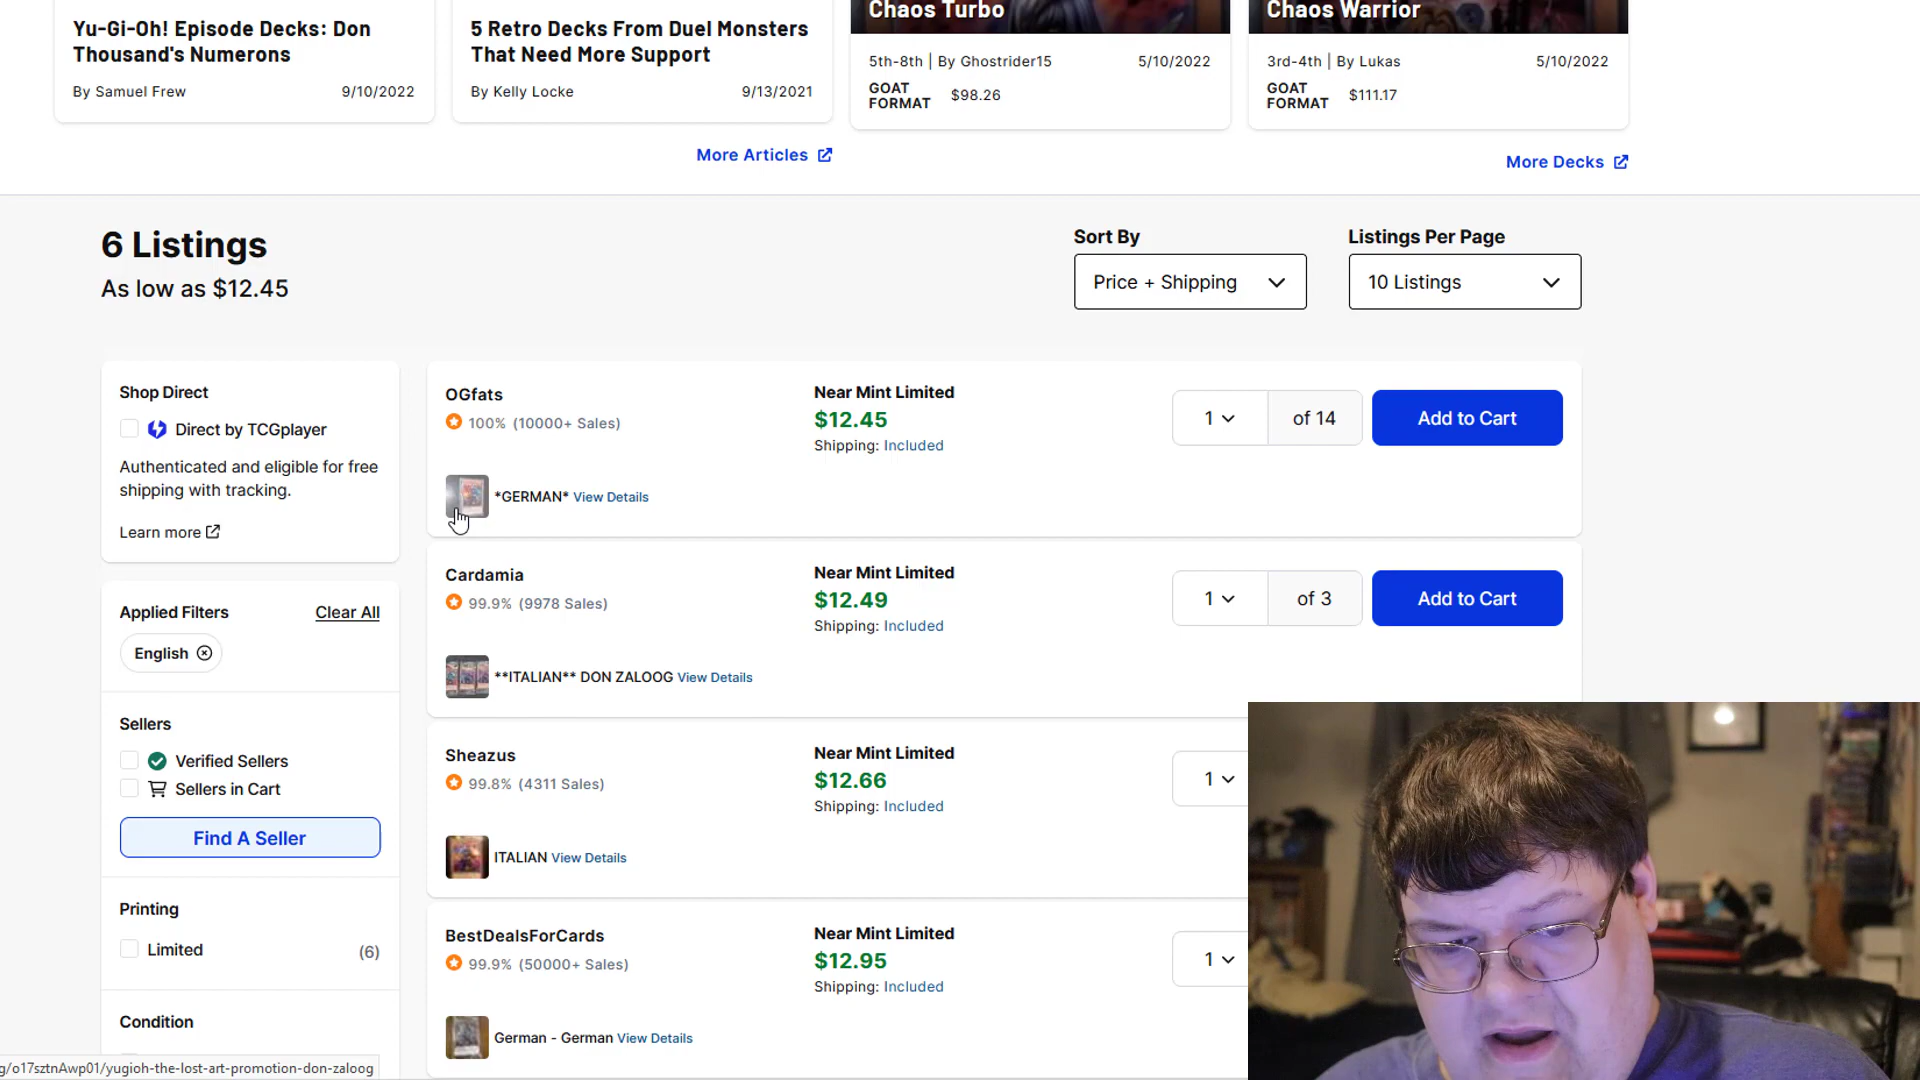 Chaos Turbo
Chaos Warrior
Yu-Gi-Oh! Episode Decks: Don
Thousand's Numerons
By Samuel Frew
9/10/2022
5 Retro Decks From Duel Monsters
That Need More Support
By Kelly Locke
9/13/2021
5th-8th | By Ghostrider15
5/10/2022
GOAT
FORMAT
$98.26
3rd-4th | By Lukas
5/10/2022
GOAT
FORMAT
$111.17
More Articles
More Decks
6 Listings
As low as $12.45
Sort By
Price + Shipping
Listings Per Page
10 Listings
Shop Direct
Direct by TCGplayer
Authenticated and eligible for free
shipping with tracking.
Learn more
Applied Filters
Clear All
English
Sellers
Verified Sellers
Sellers in Cart
Find A Seller
Printing
Limited
(6)
Condition
OGfats
100% (10000+ Sales)
Near Mint Limited
$12.45
Shipping: Included
1
of 14
Add to Cart
*GERMAN* View Details
Cardamia
99.9% (9978 Sales)
Near Mint Limited
$12.49
Shipping: Included
1
of 3
Add to Cart
**ITALIAN** DON ZALOOG View Details
Sheazus
99.8% (4311 Sales)
Near Mint Limited
$12.66
Shipping: Included
1
ITALIAN View Details
BestDealsForCards
99.9% (50000+ Sales)
Near Mint Limited
$12.95
Shipping: Included
1
German - German View Details
g/o17sztnAwp01/yugioh-the-lost-art-promotion-don-zaloog